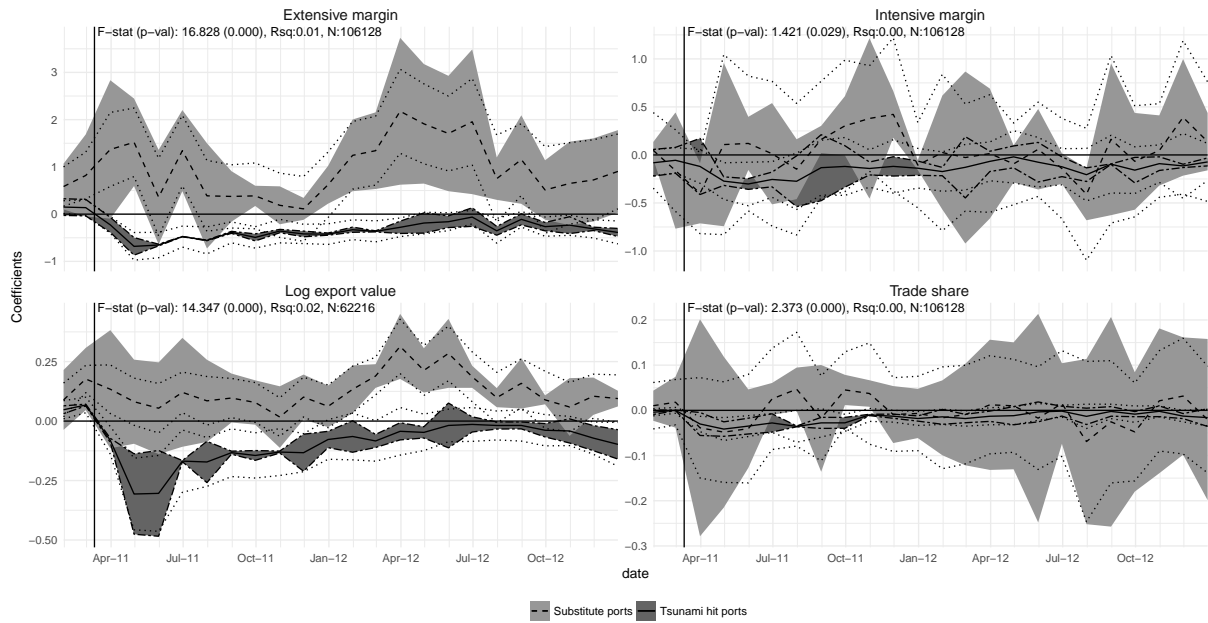 Extensive margin
F−stat (p−val): 16.828 (0.000), Rsq:0.01, N:106128
3
2
1
0
−1
Intensive margin
F−stat (p−val): 1.421 (0.029), Rsq:0.00, N:106128
1.0
0.5
0.0
−0.5
−1.0
Coefficients
Log export value
F−stat (p−val): 14.347 (0.000), Rsq:0.02, N:62216
0.25
0.00
−0.25
−0.50
Apr−11 Jul−11 Oct−11 Jan−12 Apr−12 Jul−12 Oct−12
Trade share
F−stat (p−val): 2.373 (0.000), Rsq:0.00, N:106128
0.2
0.1
0.0
−0.1
−0.2
−0.3
Apr−11 Jul−11 Oct−11 Jan−12 Apr−12 Jul−12 Oct−12
date
Substitute ports Tsunami hit ports